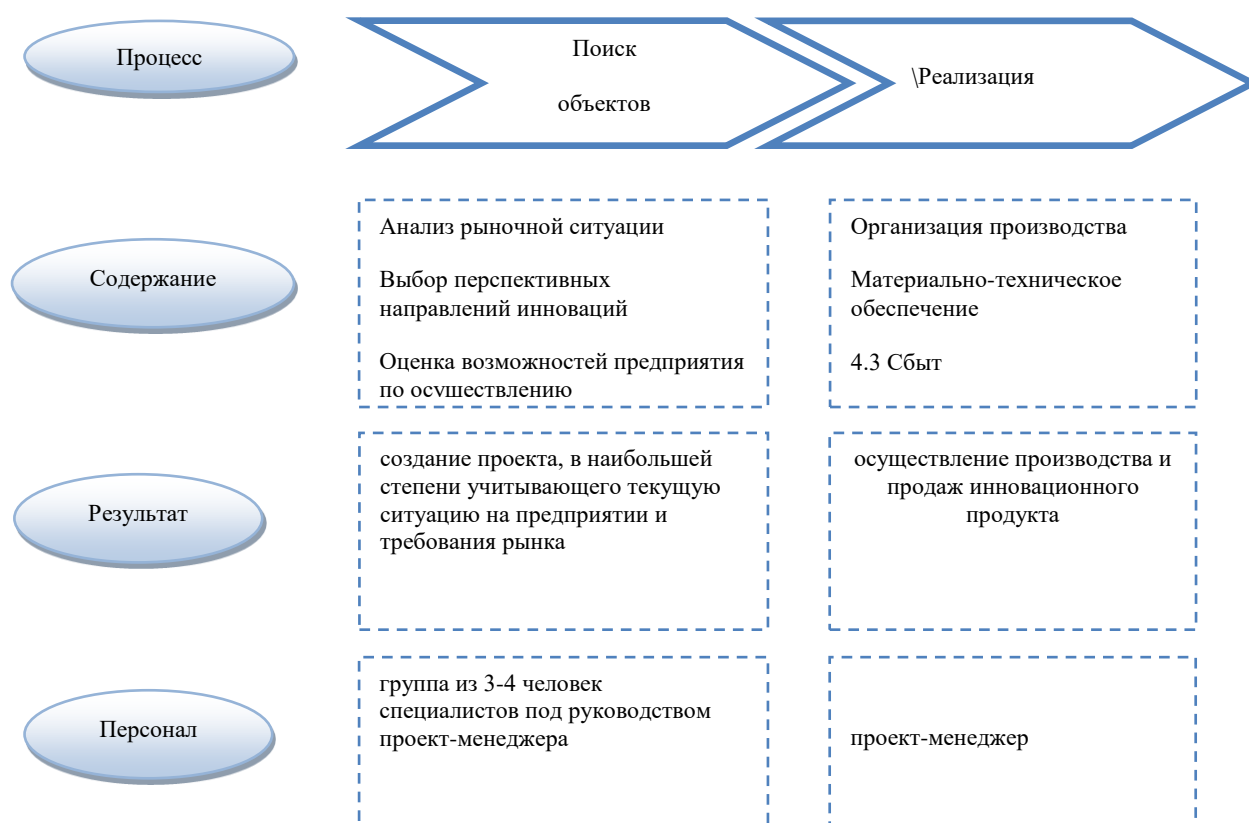 Процесс
Поиск
объектов
\Реализация
Содержание
Анализ рыночной ситуации
Выбор перспективных
направлений инноваций
Оценка возможностей предприятия
по осуществлению
Организация производства
Материально-техническое
обеспечение
4.3 Сбыт
Результат
создание проекта, в наибольшей
степени учитывающего текущую
ситуацию на предприятии и
требования рынка
осуществление производства и
продаж инновационного
продукта
Персонал
группа из 3-4 человек
специалистов под руководством
проект-менеджера
проект-менеджер